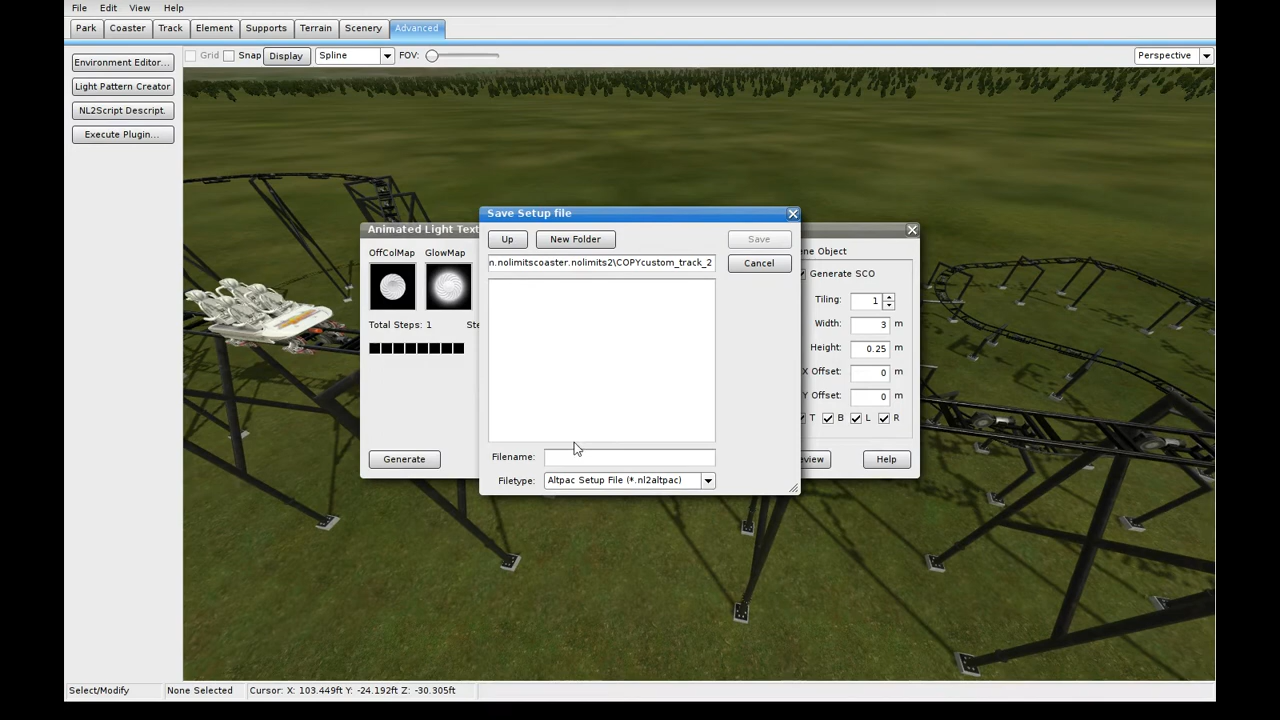 File Edit View Help
Park Coaster Track Element Supports Terrain Scenery Advanced
Environment Editor... Grid Snap Display Spline FOV: Perspective
Light Pattern Creator
NL2Script Descript.
Execute Plugin...
Save Setup file
Animated Light Text
Up New Folder Save
OffColMap GlowMap
n.nolimitscoaster.nolimits2\COPYcustom_track_2 Cancel
Generate SCO
Tiling: 1
Total Steps: 1
Width: 3 m
Height: 0.25 m
X Offset: 0 m
Y Offset: 0 m
T B L R
Filename:
Generate Help
Filetype: Altpac Setup File (*.nl2altpac)
Select/Modify None Selected Cursor: X: 103.449ft Y: -24.192ft Z: -30.305ft